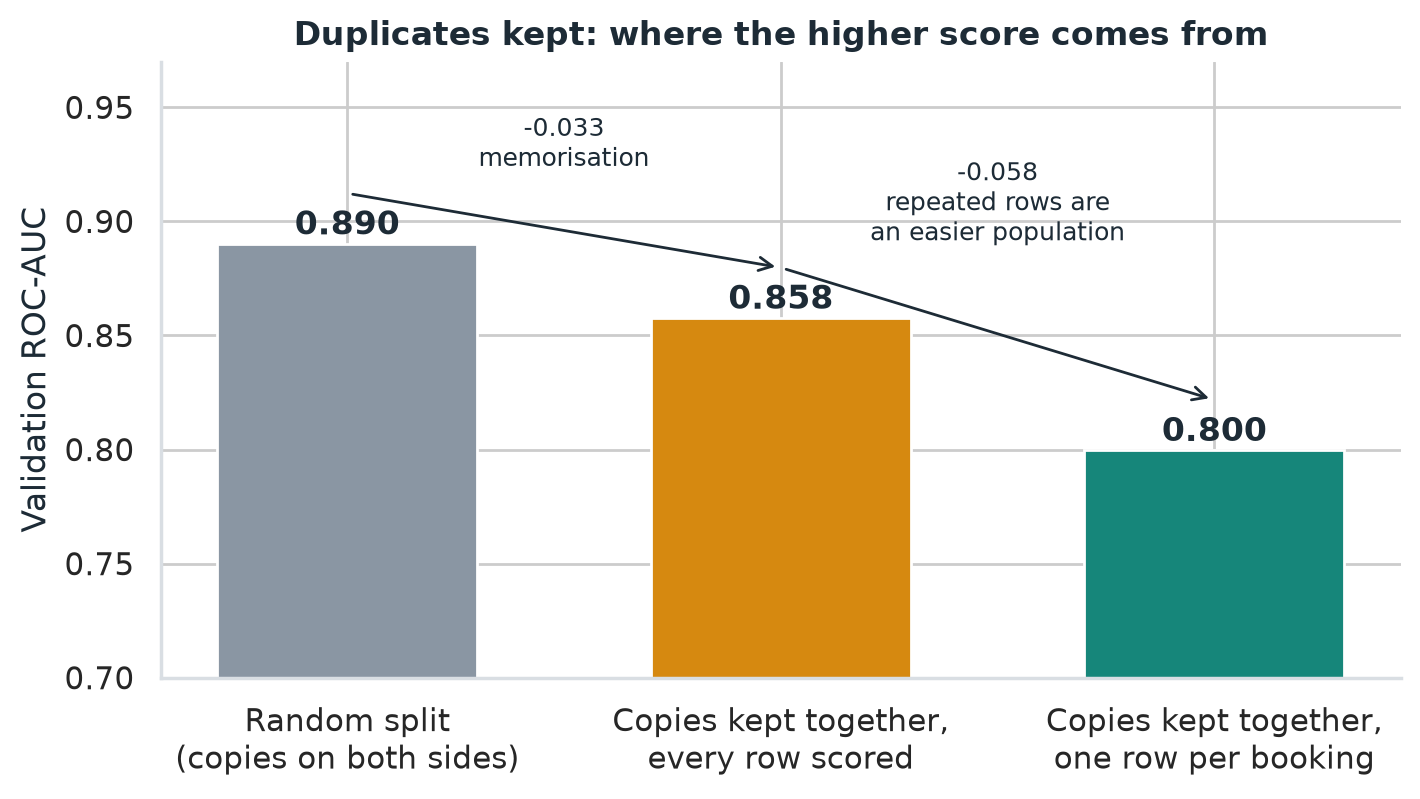 Duplicates kept: where the higher score comes from
Validation ROC-AUC
0.95
0.90
0.85
0.80
0.75
0.70
-0.033
memorisation
-0.058
repeated rows are
an easier population
0.890
0.858
0.800
Random split
(copies on both sides)
Copies kept together,
every row scored
Copies kept together,
one row per booking